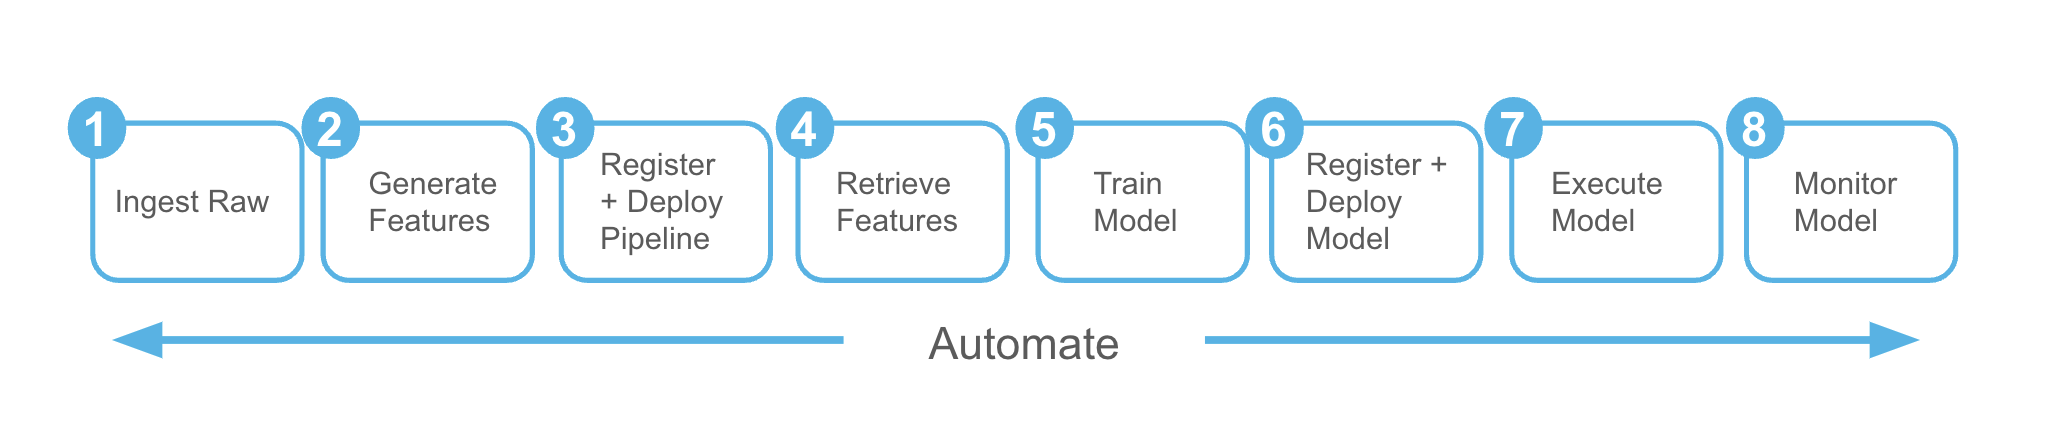 1
Ingest Raw
2
Generate
Features
3
Register
+ Deploy
Pipeline
4
Retrieve
Features
5
Train
Model
6
Register +
Deploy
Model
7
Execute
Model
8
Monitor
Model
Automate